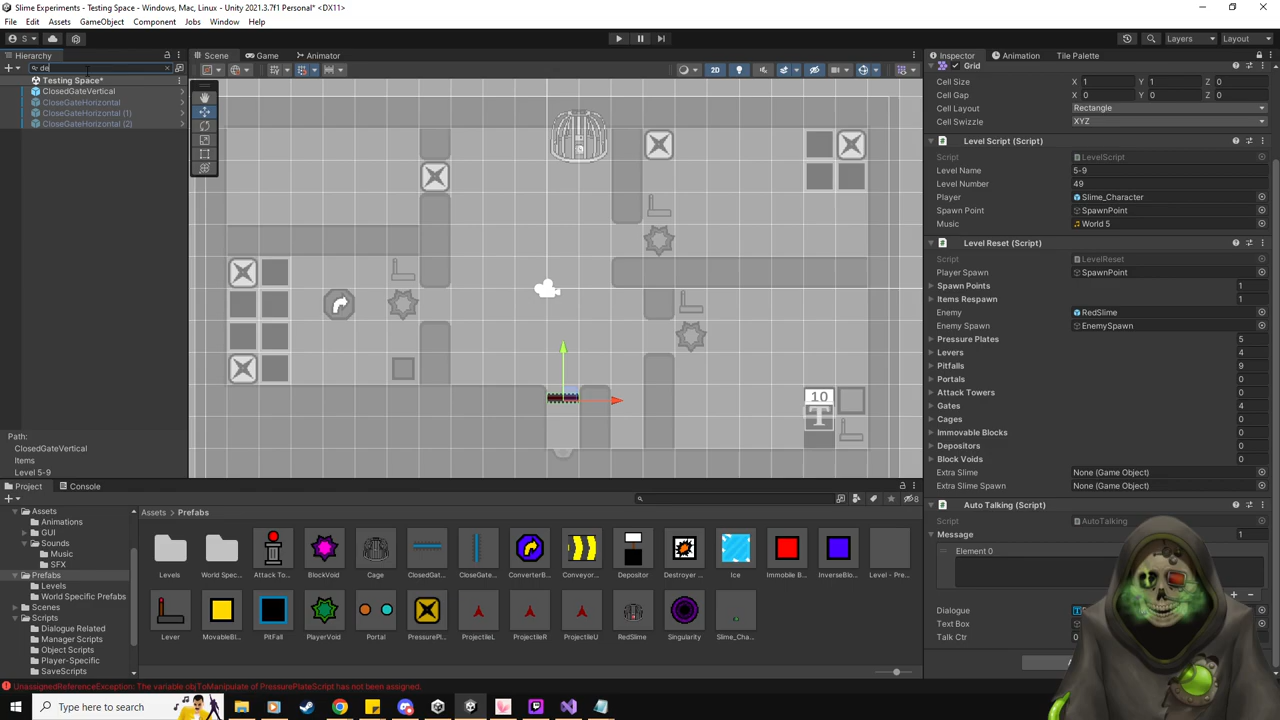 Slime Experiments - Testing Space - Windows, Mac, Linux - Unity 2021.3.7f1 Personal* <DX11>
File Edit Assets GameObject Component Jobs Window Help
S Layers Layout
Hierarchy Scene Game Animator Inspector Animation Tile Palette
de 2D Grid
Testing Space* Cell Size X 1 Y 1 Z 0
ClosedGateVertical Cell Gap X 0 Y 0 Z 0
CloseGateHorizontal Cell Layout Rectangle
CloseGateHorizontal (1) Cell Swizzle XYZ
CloseGateHorizontal (2)
Level Script (Script)
Script LevelScript
Level Name 5-9
Level Number 49
Player Slime_Character
Spawn Point SpawnPoint
Music World 5
Level Reset (Script)
Script LevelReset
Player Spawn SpawnPoint
Spawn Points 1
Items Respawn 1
Enemy RedSlime
Enemy Spawn EnemySpawn
Pressure Plates 5
Levers 4
Pitfalls 9
Portals 0
Attack Towers 0
10
T
Gates 4
Cages 0
Immovable Blocks 0
Depositors 0
Block Voids 0
Path:
ClosedGateVertical
Items
Level 5-9
Extra Slime None (Game Object)
Extra Slime Spawn None (Game Object)
Project Console
8
Auto Talking (Script)
Script AutoTalking
Message 1
Element 0
Dialogue
Text Box
Talk Ctr 0
Assets
Animations
GUI
Sounds
Music
SFX
Prefabs
Levels
World Specific Prefabs
Scenes
Scripts
Dialogue Related
Manager Scripts
Object Scripts
Player-Specific
SaveScripts
Assets > Prefabs
Levels World Spec... Attack To... BlockVoid Cage ClosedGat... CloseGate... ConverterB... Conveyor... Depositor Destroyer ... Ice Immobile B... InverseBlo... Level - Pre...
Lever MovableBl... PitFall PlayerVoid Portal PressurePl... ProjectileL ProjectileR ProjectileU RedSlime Singularity Slime_Cha...
UnassignedReferenceException: The variable objToManipulate of PressurePlateScript has not been assigned.
Type here to search